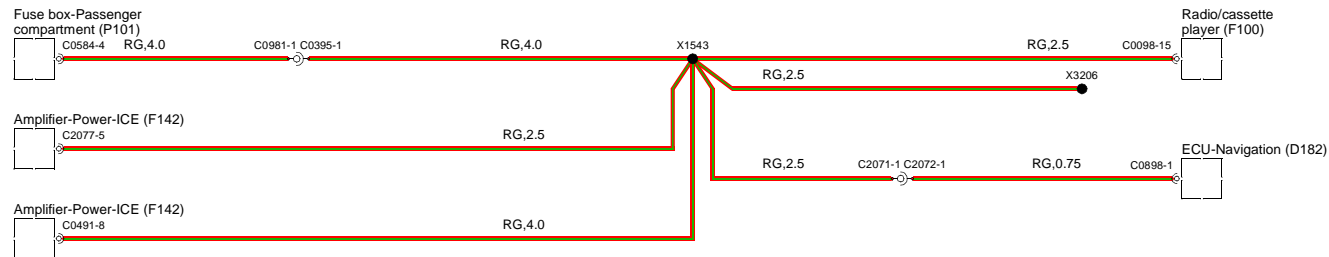 Fuse box-Passenger
compartment (P101)
C0584-4
RG,4.0
C0981-1 C0395-1
RG,4.0
X1543
RG,2.5
C0098-15
Radio/cassette
player (F100)
RG,2.5
X3206
Amplifier-Power-ICE (F142)
C2077-5
RG,2.5
RG,2.5
C2071-1 C2072-1
RG,0.75
C0898-1
ECU-Navigation (D182)
Amplifier-Power-ICE (F142)
C0491-8
RG,4.0